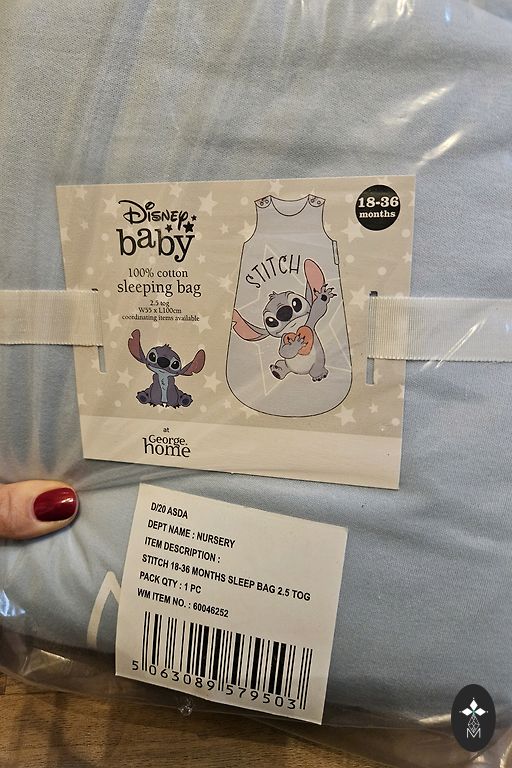 Disney
baby
100% cotton
sleeping bag
2.5 tog
W55 x L100cm
coordinating items available
18-36
months
STITCH
at
George.
home
D/20 ASDA
DEPT NAME : NURSERY
ITEM DESCRIPTION :
STITCH 18-36 MONTHS SLEEP BAG 2.5 TOG
PACK QTY : 1 PC
WM ITEM NO. : 60046252
5 063089 579503
M